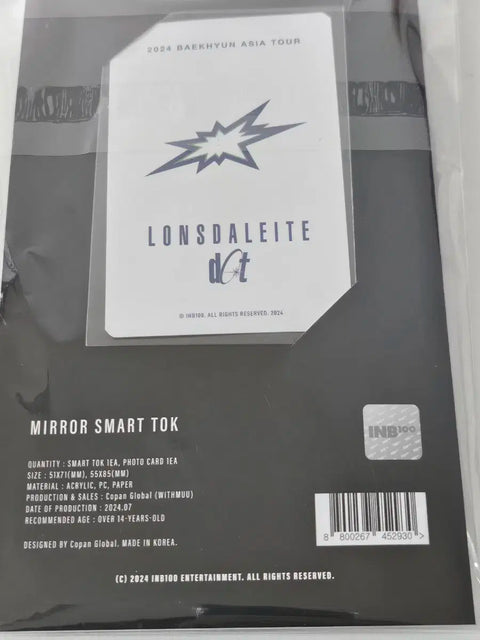 2024 BAEKHYUN ASIA TOUR
LONSDALEITE
dot
© INB100. ALL RIGHTS RESERVED. 2024
MIRROR SMART TOK
INB100
QUANTITY : SMART TOK 1EA, PHOTO CARD 1EA
SIZE : 51X71(MM), 55X85(MM)
MATERIAL : ACRYLIC, PC, PAPER
PRODUCTION & SALES : Copan Global (WITHMUU)
DATE OF PRODUCTION : 2024.07
RECOMMENDED AGE : OVER 14-YEARS-OLD
8 800267 452930 >
DESIGNED BY Copan Global. MADE IN KOREA.
(C) 2024 INB100 ENTERTAINMENT. ALL RIGHTS RESERVED.